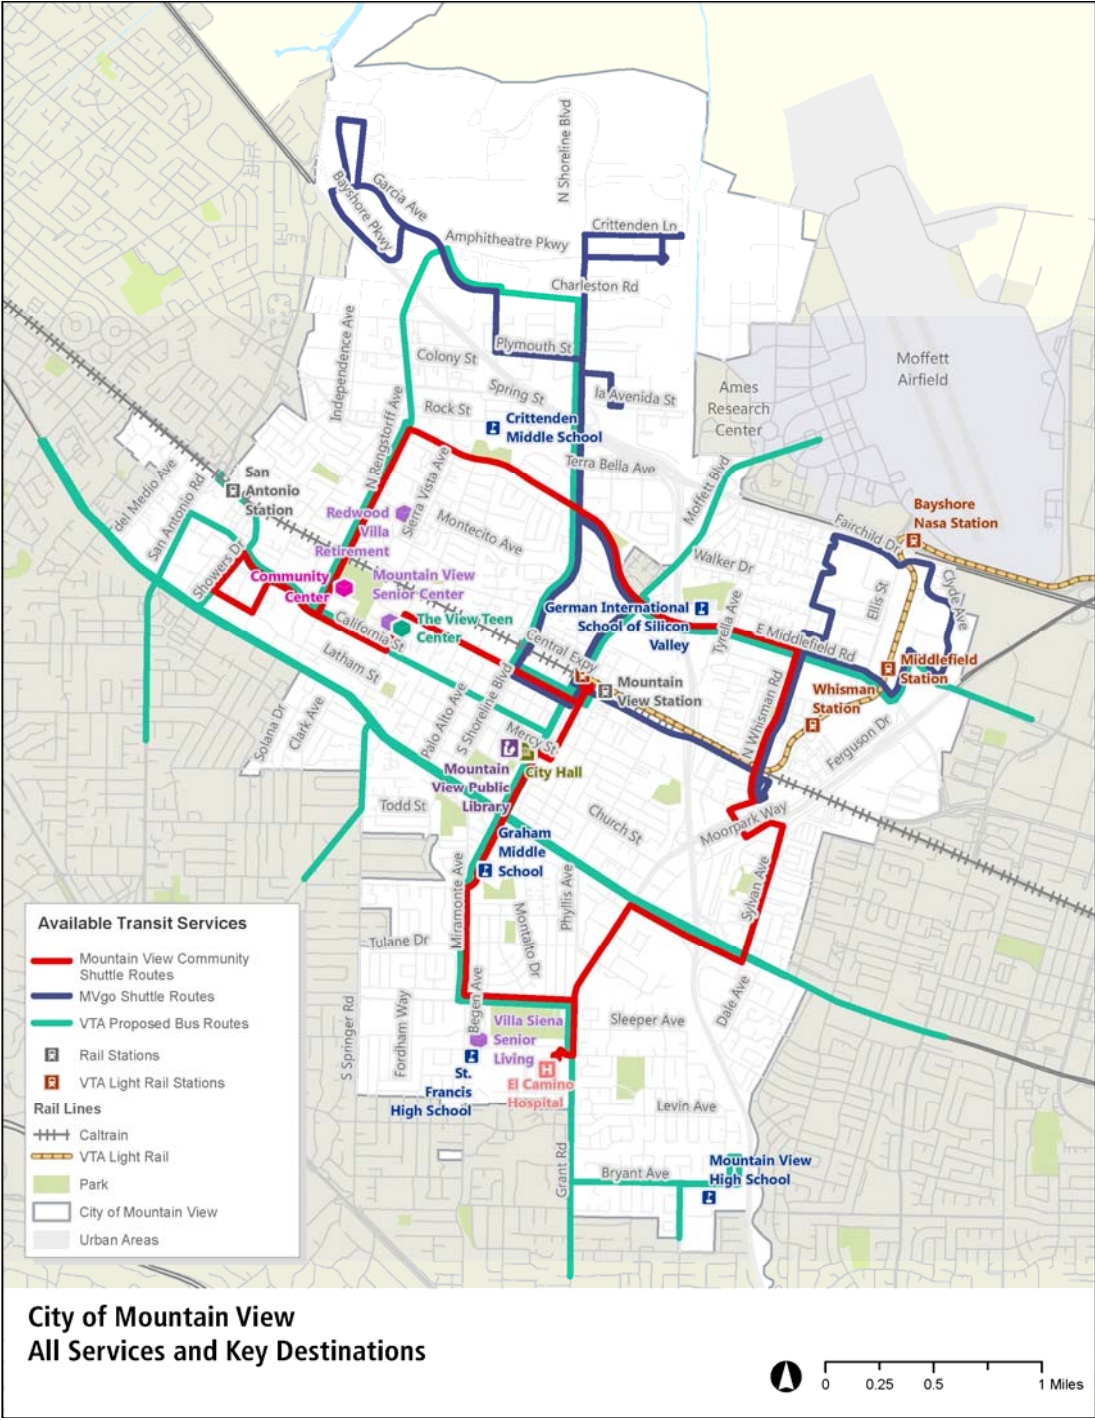 N Shoreline Blvd
Garcia Ave
Bayshore Pkwy
Crittenden Ln
Amphitheatre Pkwy
Charleston Rd
Independence Ave
Plymouth St
Colony St
Moffett
Airfield
Spring St
la Avenida St
Ames
Research
Center
Rock St
N Rengstorff Ave
Crittenden
Middle School
Sierra Vista Ave
Terra Bella Ave
San
Antonio
Station
del Medio Ave
San Antonio Rd
Moffett Blvd
Redwood
Villa
Retirement
Montecito Ave
Bayshore
Nasa Station
Fairchild Dr
Showers Dr
Walker Dr
Community
Center
Mountain View
Senior Center
Ellis St
Clyde Ave
German International
School of Silicon
Valley
Tyrella Ave
The View Teen
Center
California St
Central Expy
E Middlefield Rd
Latham St
Middlefield
Station
Mountain
View Station
Whisman
Station
N Whisman Rd
Palo Alto Ave
S Shoreline Blvd
Solana Dr
Clark Ave
Ferguson Dr
Mercy St
City Hall
Mountain
View Public
Library
Todd St
Church St
Moorpark Way
Graham
Middle
School
Miramonte Ave
Phyllis Ave
Sylvan Ave
Montalto Dr
Tulane Dr
Begen Ave
Dale Ave
Fordham Way
S Springer Rd
Villa Siena
Senior
Living
Sleeper Ave
St.
Francis
High School
El Camino
Hospital
Levin Ave
Grant Rd
Bryant Ave
Mountain View
High School
Available Transit Services
Mountain View Community
Shuttle Routes
MVgo Shuttle Routes
VTA Proposed Bus Routes
Rail Stations
VTA Light Rail Stations
Rail Lines
Caltrain
VTA Light Rail
Park
City of Mountain View
Urban Areas
City of Mountain View
All Services and Key Destinations
0 0.25 0.5 1 Miles